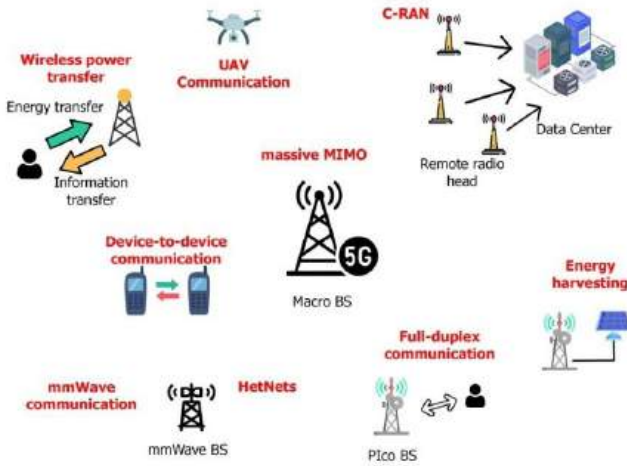 C-RAN
Wireless power
transfer
UAV
Communication
Energy transfer
Information
transfer
Data Center
Remote radio
head
massive MIMO
5G
Macro BS
Device-to-device
communication
Energy
harvesting
Full-duplex
communication
mmWave
communication
HetNets
mmWave BS
PIco BS